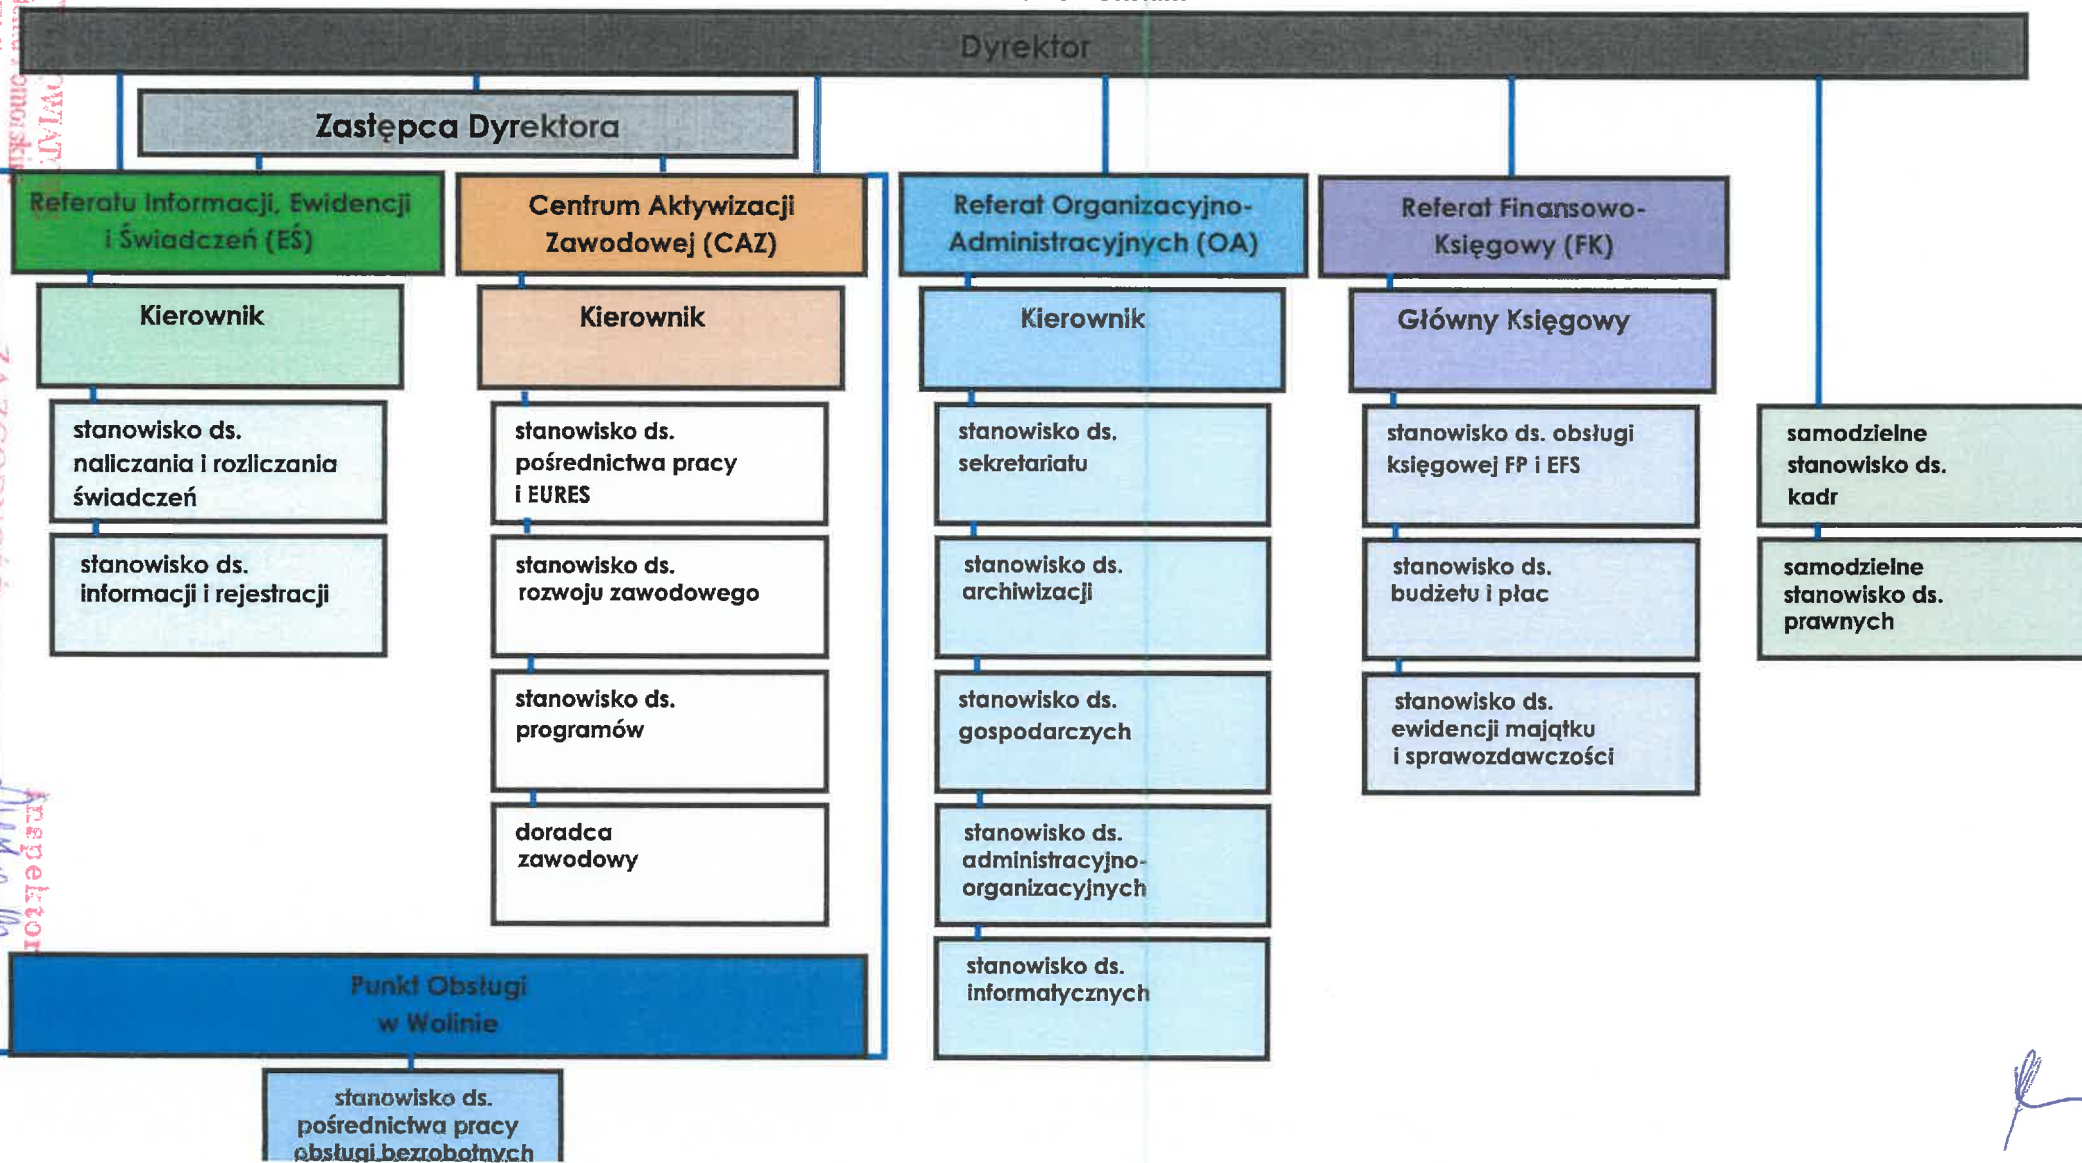 Dyrektor
Zastępca Dyrektora
Referatu Informacji, Ewidencji
i Świadczeń (EŚ)
Kierownik
stanowisko ds.
naliczania i rozliczania
świadczeń
stanowisko ds.
informacji i rejestracji
Centrum Aktywizacji
Zawodowej (CAZ)
Kierownik
stanowisko ds.
pośrednictwa pracy
i EURES
stanowisko ds.
rozwoju zawodowego
stanowisko ds.
programów
doradca
zawodowy
Punkt Obsługi
w Wolinie
stanowisko ds.
pośrednictwa pracy
obsługi bezrobotnych
Referat Organizacyjno-
Administracyjnych (OA)
Kierownik
stanowisko ds.
sekretariatu
stanowisko ds.
archiwizacji
stanowisko ds.
gospodarczych
stanowisko ds.
administracyjno-
organizacyjnych
stanowisko ds.
informatycznych
Referat Finansowo-
Księgowy (FK)
Główny Księgowy
stanowisko ds. obsługi
księgowej FP i EFS
stanowisko ds.
budżetu i płac
stanowisko ds.
ewidencji majątku
i sprawozdawczości
samodzielne
stanowisko ds.
kadr
samodzielne
stanowisko ds.
prawnych
Inspektor